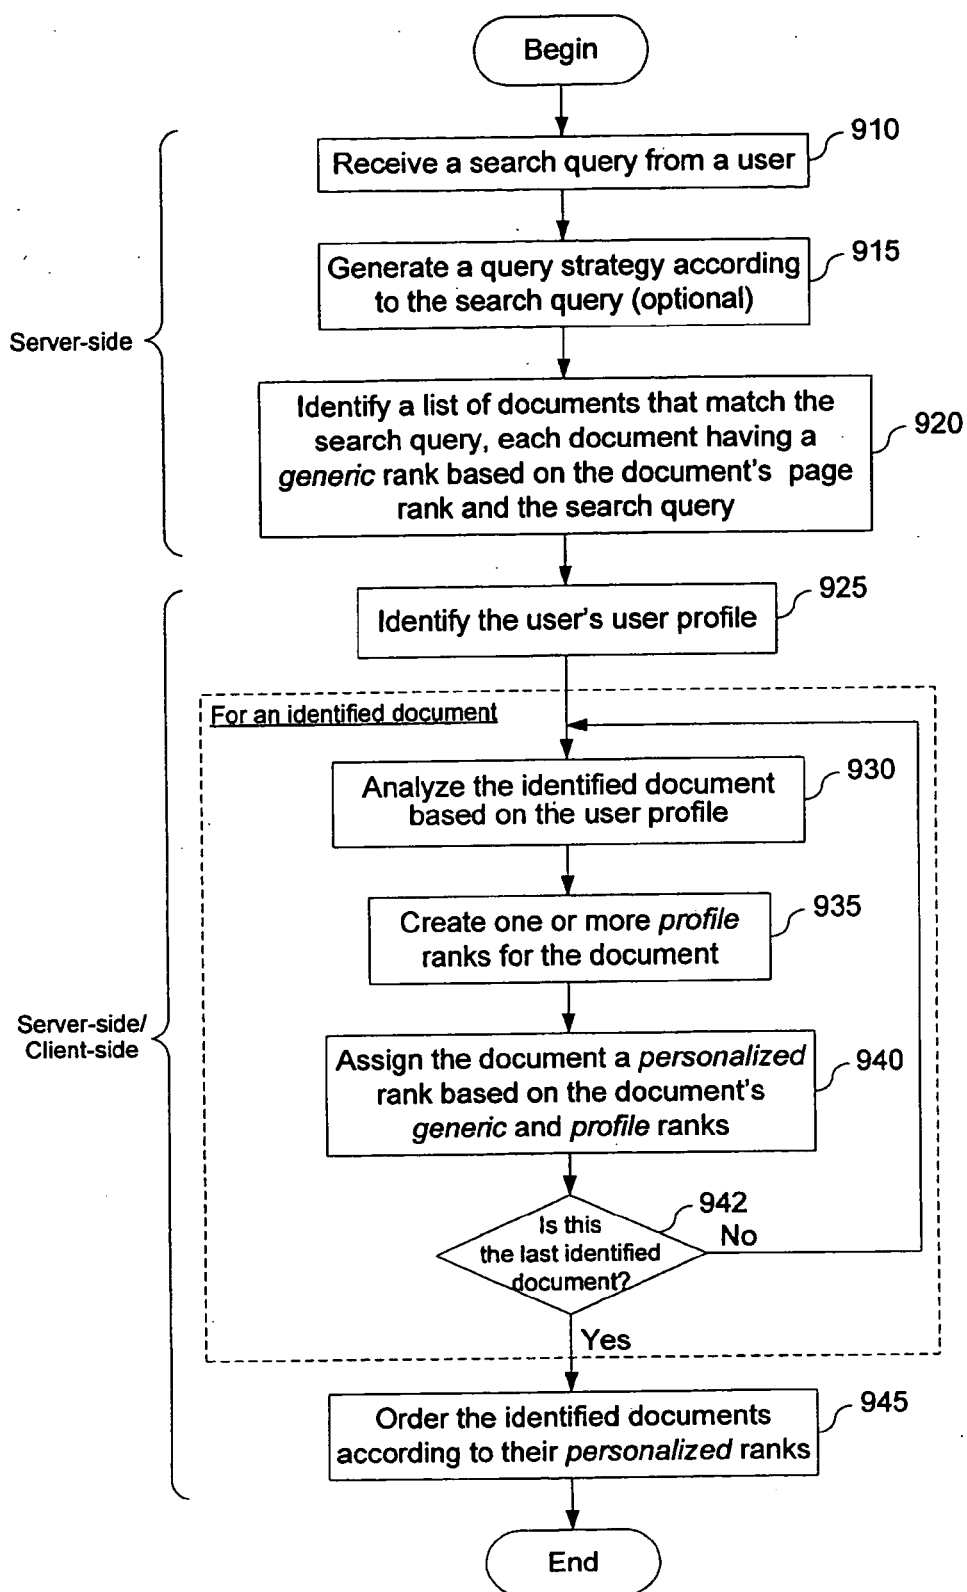 Begin
910
Receive a search query from a user
915
Generate a query strategy according
to the search query (optional)
Server-side
Identify a list of documents that match the
search query, each document having a
generic rank based on the document's page
rank and the search query
920
925
Identify the user's user profile
For an identified document
930
Analyze the identified document
based on the user profile
935
Create one or more profile
ranks for the document
Server-side/
Client-side
Assign the document a personalized
rank based on the document's
generic and profile ranks
940
942
Is this
the last identified
document?
No
Yes
945
Order the identified documents
according to their personalized ranks
End